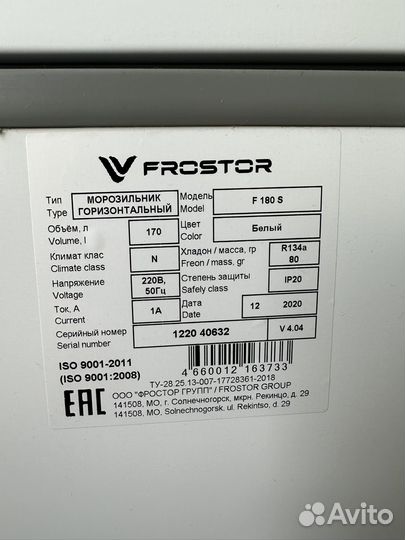 FROSTOR
Тип Type МОРОЗИЛЬНИК ГОРИЗОНТАЛЬНЫЙ Модель Model F 180 S
Объём, л Volume, l 170 Цвет Color Белый
Климат клас Climate class N Хладон / масса, гр Freon / mass, gr R134a 80
Напряжение Voltage 220В, 50Гц Степень защиты Safely class IP20
Ток, А Current 1А Дата Date 12 2020
Серийный номер Serial number 1220 40632 V 4.04
ISO 9001-2011
(ISO 9001:2008)
4 660012 163733
ТУ-28.25.13-007-17728361-2018
EAC
ООО "ФРОСТОР ГРУПП" / FROSTOR GROUP
141508, МО, г. Солнечногорск, мкрн. Рекинцо, д. 29
141508, MO, Solnechnogorsk, ul. Rekintso, d. 29
Avito